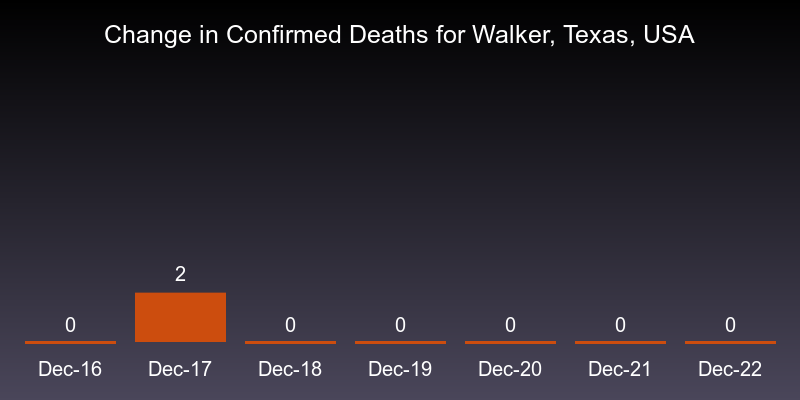 Change in Confirmed Deaths for Walker, Texas, USA
0 2 0 0 0 0 0
Dec-16 Dec-17 Dec-18 Dec-19 Dec-20 Dec-21 Dec-22